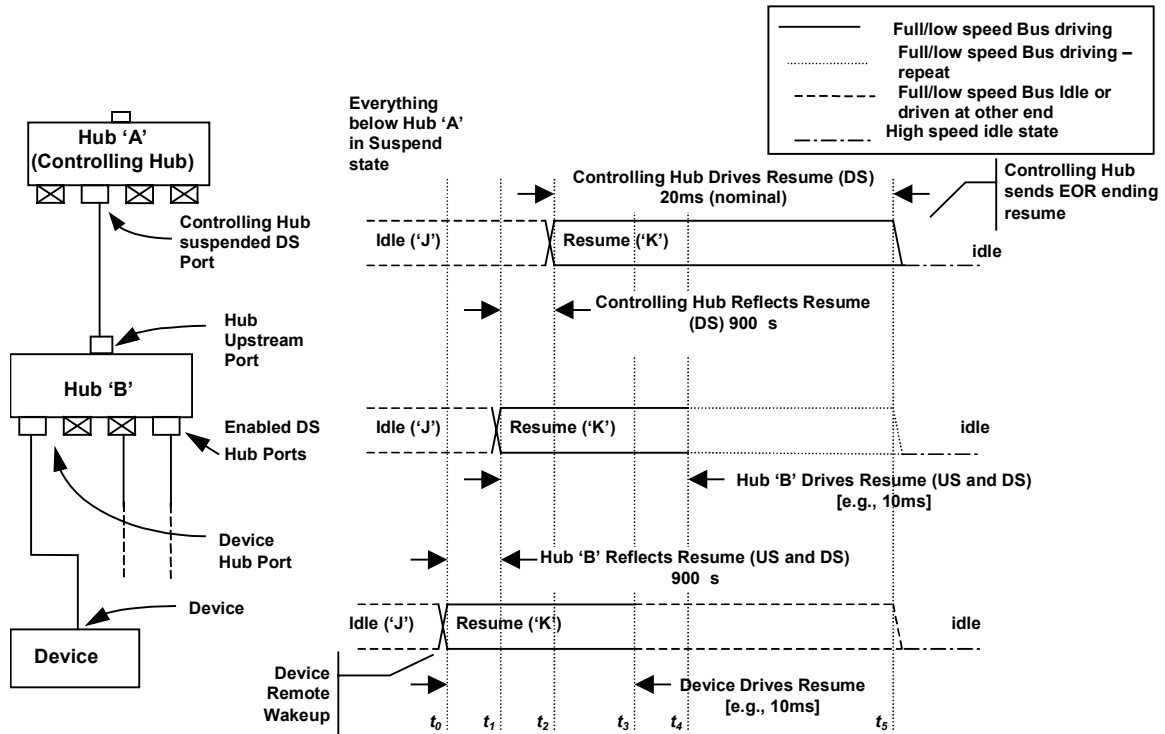 Full/low speed Bus driving
Full/low speed Bus driving –
repeat
Full/low speed Bus Idle or
driven at other end
High speed idle state
Hub ‘A’
(Controlling Hub)
Controlling Hub
suspended DS
Port
Hub
Upstream
Port
Hub ‘B’
Enabled DS
Hub Ports
Device
Hub Port
Device
Device
Everything
below Hub ‘A’
in Suspend
state
Controlling Hub Drives Resume (DS)
20ms (nominal)
Controlling Hub
sends EOR ending
resume
Idle (‘J’)
Resume (‘K’)
idle
Controlling Hub Reflects Resume
(DS) 900 s
Idle (‘J’)
Resume (‘K’)
idle
Hub ‘B’ Drives Resume (US and DS)
[e.g., 10ms]
Hub ‘B’ Reflects Resume (US and DS)
900 s
Idle (‘J’)
Resume (‘K’)
idle
Device
Remote
Wakeup
Device Drives Resume
[e.g., 10ms]
t0 t1 t2 t3 t4 t5